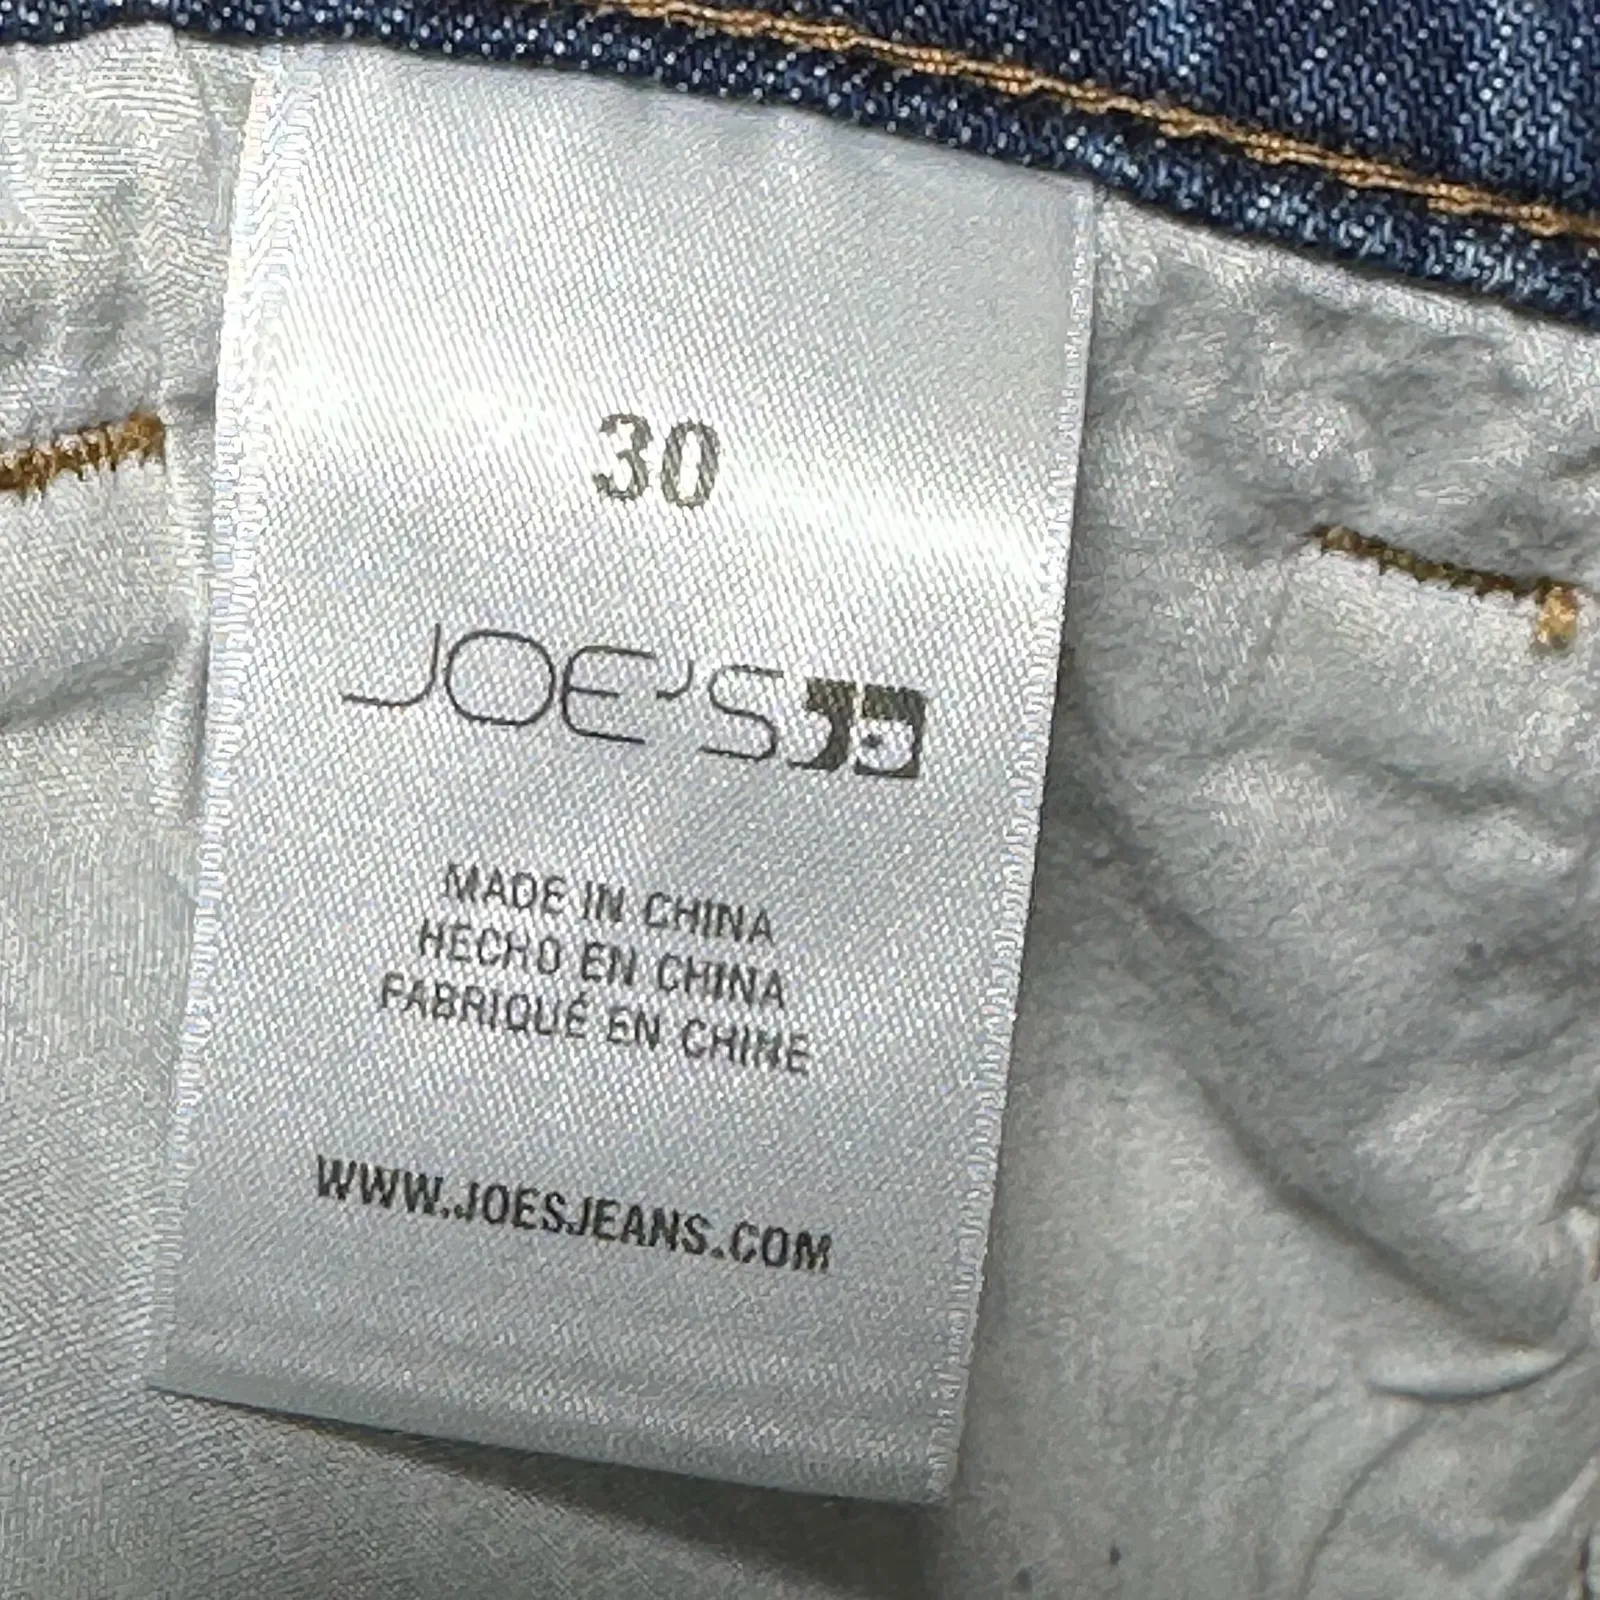 30
JOE'S
MADE IN CHINA
HECHO EN CHINA
FABRIQUÉ EN CHINE
WWW.JOESJEANS.COM